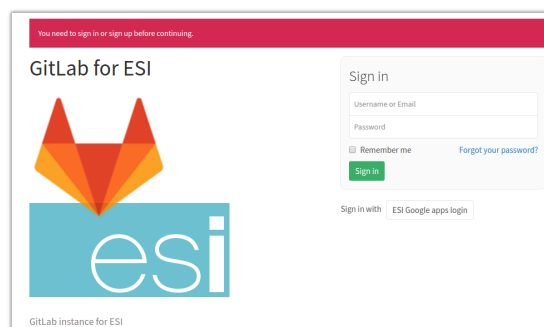 You need to sign in or sign up before continuing.
GitLab for ESI
esi
GitLab instance for ESI
Sign in
Username or Email
Password
Remember me
Forgot your password?
Sign in
Sign in with
ESI Google apps login